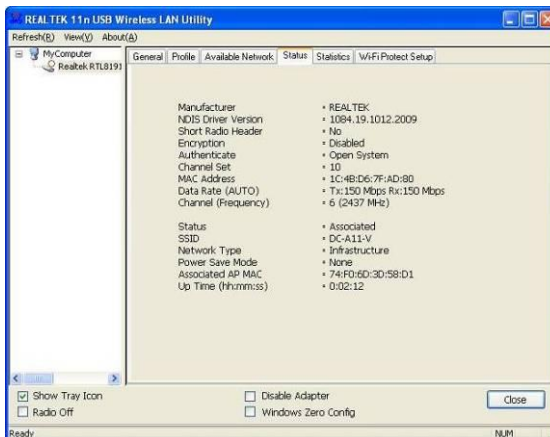 REALTEK 11n USB Wireless LAN Utility
Refresh(R) View(V) About(A)
MyComputer
Realtek RTL8191
General Profile Available Network Status Statistics Wi-Fi Protect Setup
Manufacturer = REALTEK
NDIS Driver Version = 1084.19.1012.2009
Short Radio Header = No
Encryption = Disabled
Authenticate = Open System
Channel Set = 10
MAC Address = 1C:4B:D6:7F:AD:80
Data Rate (AUTO) = Tx:150 Mbps Rx:150 Mbps
Channel (Frequency) = 6 (2437 MHz)
Status = Associated
SSID = DC-A11-V
Network Type = Infrastructure
Power Save Mode = None
Associated AP MAC = 74:F0:6D:3D:58:D1
Up Time (hh:mm:ss) = 0:02:12
Show Tray Icon Disable Adapter Close
Radio Off Windows Zero Config
Ready NUM